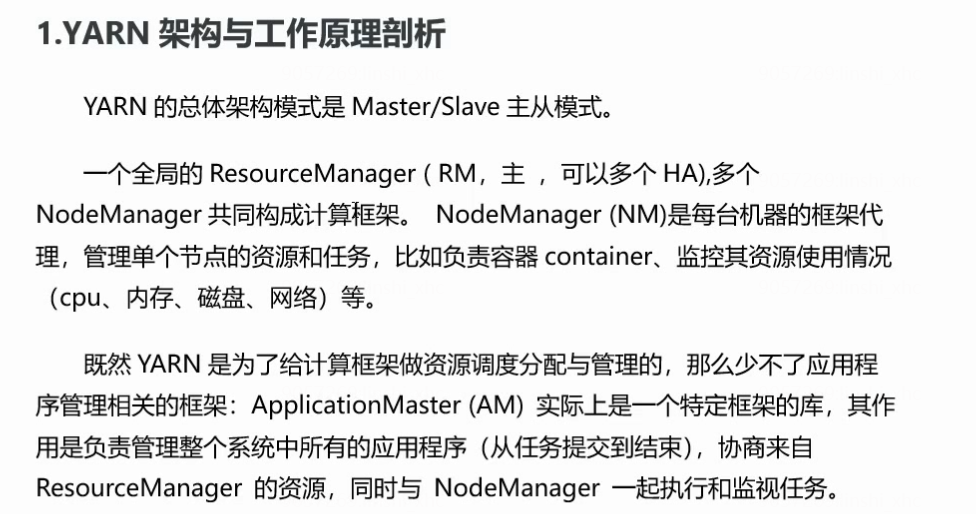 1.YARN 架构与工作原理剖析
YARN 的总体架构模式是 Master/Slave 主从模式。
一个全局的 ResourceManager ( RM，主 ，可以多个 HA),多个
NodeManager 共同构成计算框架。 NodeManager (NM)是每台机器的框架代
理，管理单个节点的资源和任务，比如负责容器 container、监控其资源使用情况
（cpu、内存、磁盘、网络）等。
既然 YARN 是为了给计算框架做资源调度分配与管理的，那么少不了应用程
序管理相关的框架：ApplicationMaster (AM) 实际上是一个特定框架的库，其作
用是负责管理整个系统中所有的应用程序（从任务提交到结束），协商来自
ResourceManager 的资源，同时与 NodeManager 一起执行和监视任务。